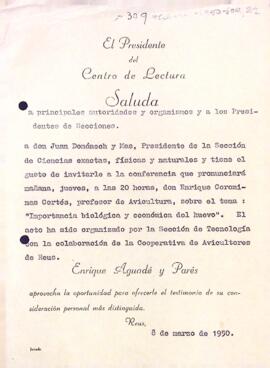 El Presidente
del
Centro de Lectura
Saluda
a principales autoridades y organismos y a los Presi-
dentes de Secciones.
a don Juan Domènech y Mas, Presidente de la Sección
de Ciencias exactas, físicas y naturales y tiene el
gusto de invitarle a la conferencia que pronunciará
mañana, jueves, a las 20 horas, don Enrique Coromi-
nas Cortés, profesor de Avicultura, sobre el tema :
"Importancia biológica y económica del huevo". El
acto ha sido organizado por la Sección de Tecnología
con la colaboración de la Cooperativa de Avicultores
de Reus.
Enrique Aguadé y Parés
aprovecha la oportunidad para ofrecerle el testimonio de su con-
sideración personal más distinguida.
Reus,
8 de marzo de 1950.